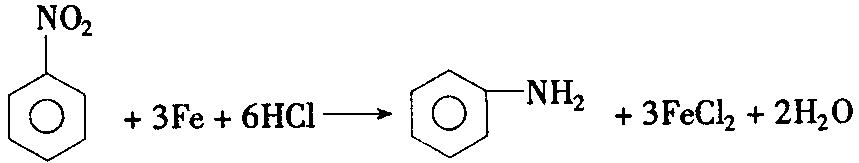 NO₂
+ 3Fe + 6HCl ⟶ NH₂ + 3FeCl₂ + 2H₂O